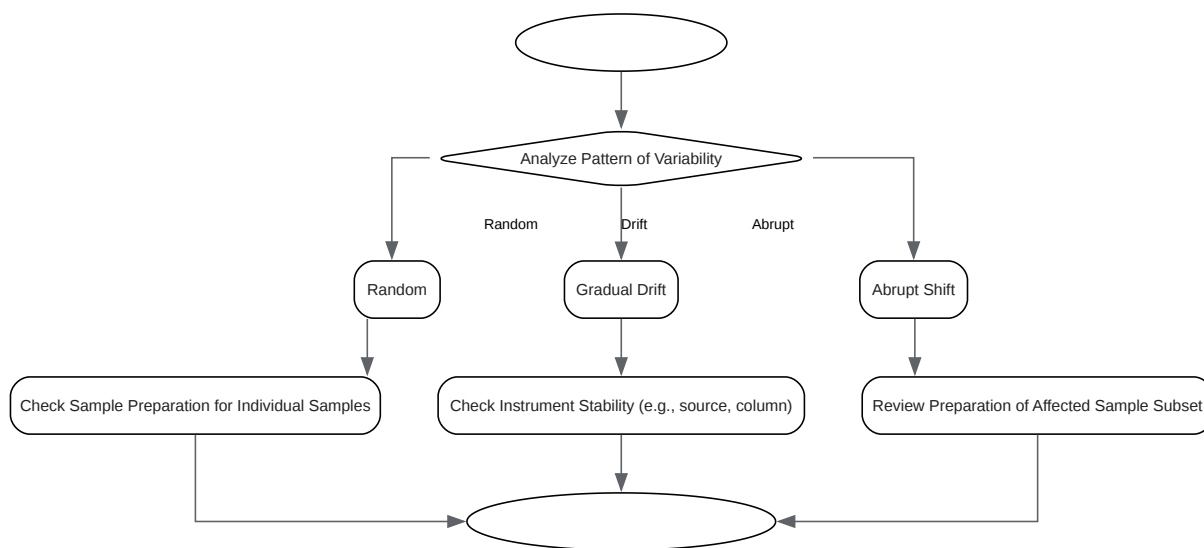 Analyze Pattern of Variability
Random
Drift
Abrupt
Random
Gradual Drift
Abrupt Shift
Check Sample Preparation for Individual Samples
Check Instrument Stability (e.g., source, column)
Review Preparation of Affected Sample Subset